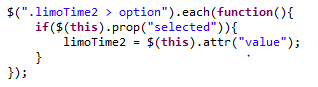 $(".limoTime2 > option").each(function(){
    if($(this).prop("selected")){
        limoTime2 = $(this).attr("value");
    }
});